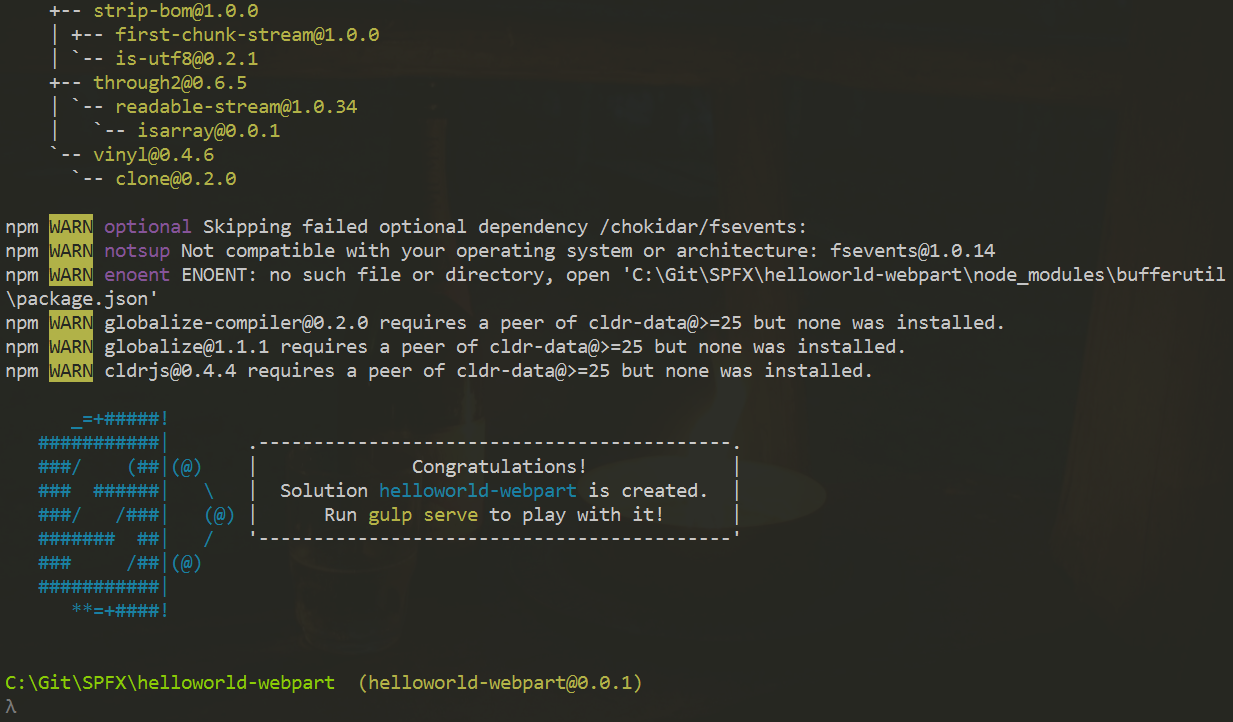 +-- strip-bom@1.0.0
| +-- first-chunk-stream@1.0.0
| `-- is-utf8@0.2.1
+-- through2@0.6.5
| `-- readable-stream@1.0.34
|   `-- isarray@0.0.1
`-- vinyl@0.4.6
  `-- clone@0.2.0
npm WARN optional Skipping failed optional dependency /chokidar/fsevents:
npm WARN notsup Not compatible with your operating system or architecture: fsevents@1.0.14
npm WARN enoent ENOENT: no such file or directory, open 'C:\Git\SPFX\helloworld-webpart\node_modules\bufferutil
\package.json'
npm WARN globalize-compiler@0.2.0 requires a peer of cldr-data@>=25 but none was installed.
npm WARN globalize@1.1.1 requires a peer of cldr-data@>=25 but none was installed.
npm WARN cldrjs@0.4.4 requires a peer of cldr-data@>=25 but none was installed.
      _=+#####!
   ###########|       .-------------------------------------------.
   ###/    (##|(@)    |              Congratulations!             |
   ###  ######|   \   |  Solution helloworld-webpart is created.  |
   ###/   /###|   (@) |      Run gulp serve to play with it!      |
   #######  ##|   /   '-------------------------------------------'
   ###     /##|(@)
   ###########|
      **=+####!
C:\Git\SPFX\helloworld-webpart  (helloworld-webpart@0.0.1)
λ